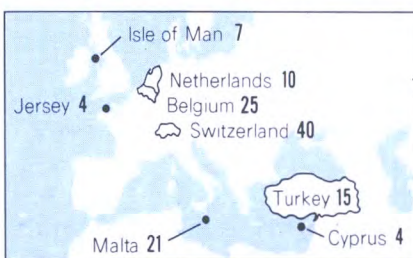 Isle of Man 7
Netherlands 10
Jersey 4
Belgium 25
Switzerland 40
Turkey 15
Malta 21
Cyprus 4